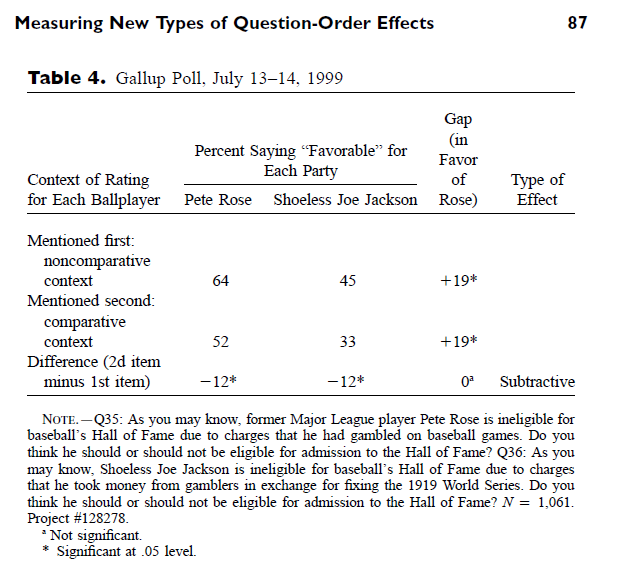 Measuring New Types of Question-Order Effects 87
Table 4. Gallup Poll, July 13–14, 1999
Gap
(in
Percent Saying “Favorable” for Favor
Each Party
Context of Rating of Type of
for Each Ballplayer Pete Rose Shoeless Joe Jackson Rose) Effect
Mentioned first:
noncomparative
context 64 45 +19*
Mentioned second:
comparative
context 52 33 +19*
Difference (2d item
minus 1st item) −12* −12* 0ª Subtractive
NOTE.—Q35: As you may know, former Major League player Pete Rose is ineligible for
baseball’s Hall of Fame due to charges that he had gambled on baseball games. Do you
think he should or should not be eligible for admission to the Hall of Fame? Q36: As you
may know, Shoeless Joe Jackson is ineligible for baseball’s Hall of Fame due to charges
that he took money from gamblers in exchange for fixing the 1919 World Series. Do you
think he should or should not be eligible for admission to the Hall of Fame? N = 1,061.
Project #128278.
ª Not significant.
* Significant at .05 level.